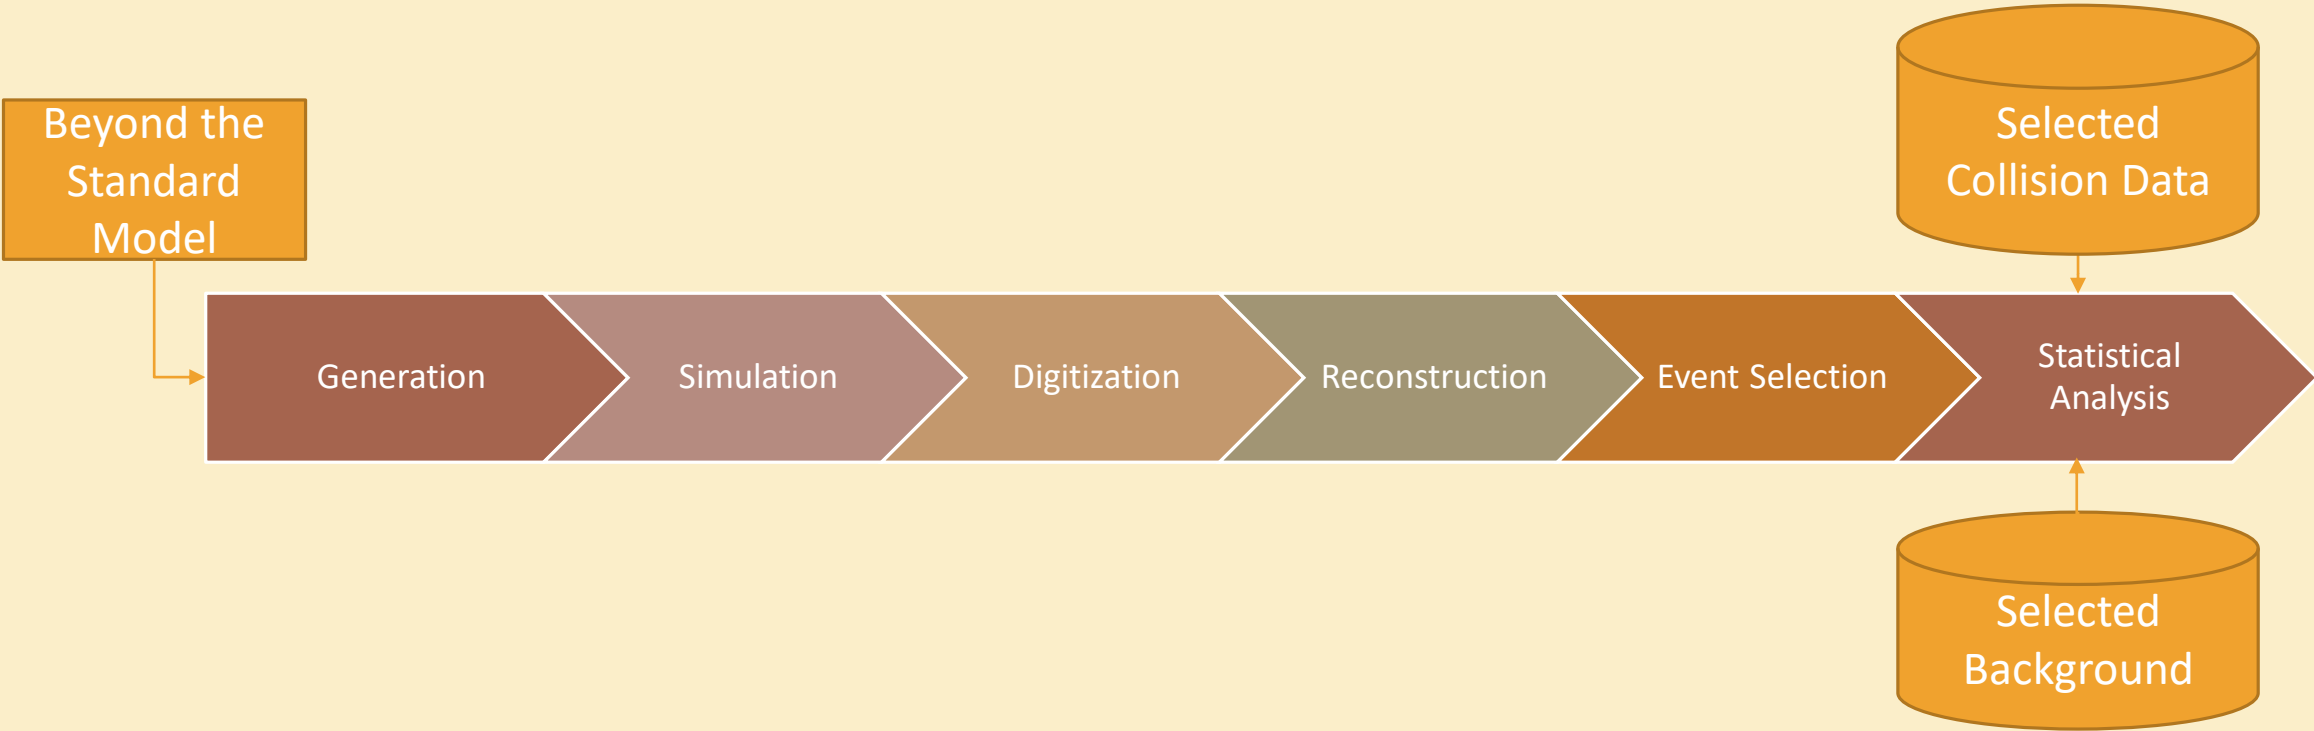 Beyond the
Standard
Model
Selected
Collision Data
Generation
Simulation
Digitization
Reconstruction
Event Selection
Statistical
Analysis
Selected
Background